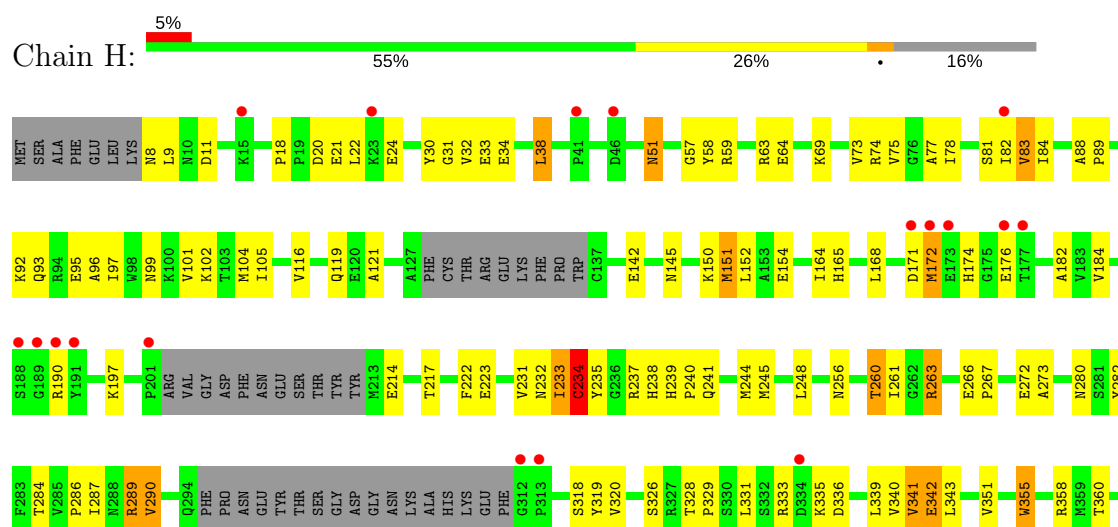 5%
Chain H:
55% 26% • 16%
MET SER ALA PHE GLU LEU LYS N8 L9 N10 D11 K15 P18 P19 D20 E21 L22 K23 E24 Y30 G31 V32 E33 E34 L38 P41 D46 N51 G57 Y58 R59 R63 E64 K69 V73 R74 V75 G76 A77 I78 S81 I82 V83 I84 A88 P89
K92 Q93 R94 E95 A96 I97 W98 N99 K100 V101 K102 T103 M104 I105 V116 Q119 E120 A121 A127 PHE CYS THR ARG GLU LYS PHE PRO TRP C137 E142 N145 K150 M151 L152 A153 E154 I164 H165 L168 D171 M172 E173 H174 G175 E176 T177 A182 V183 V184
S188 G189 R190 Y191 K197 P201 ARG VAL GLY ASP PHE ASN GLU SER THR TYR TYR M213 E214 T217 F222 E223 V231 N232 I233 C234 Y235 G236 R237 H238 H239 P240 Q241 M244 M245 L248 N256 T260 I261 G262 R263 E266 P267 E272 A273 N280 S281
F283 T284 V285 P286 I287 N288 R289 V290 Q294 PHE PRO ASN GLU TYR THR SER GLY ASP GLY ASN LYS ALA HIS LYS GLU PHE G312 P313 S318 Y319 V320 S326 R327 T328 P329 S330 L331 S332 R333 D334 K335 D336 L339 V340 V341 E342 L343 V351 W355 R358 M359 T360